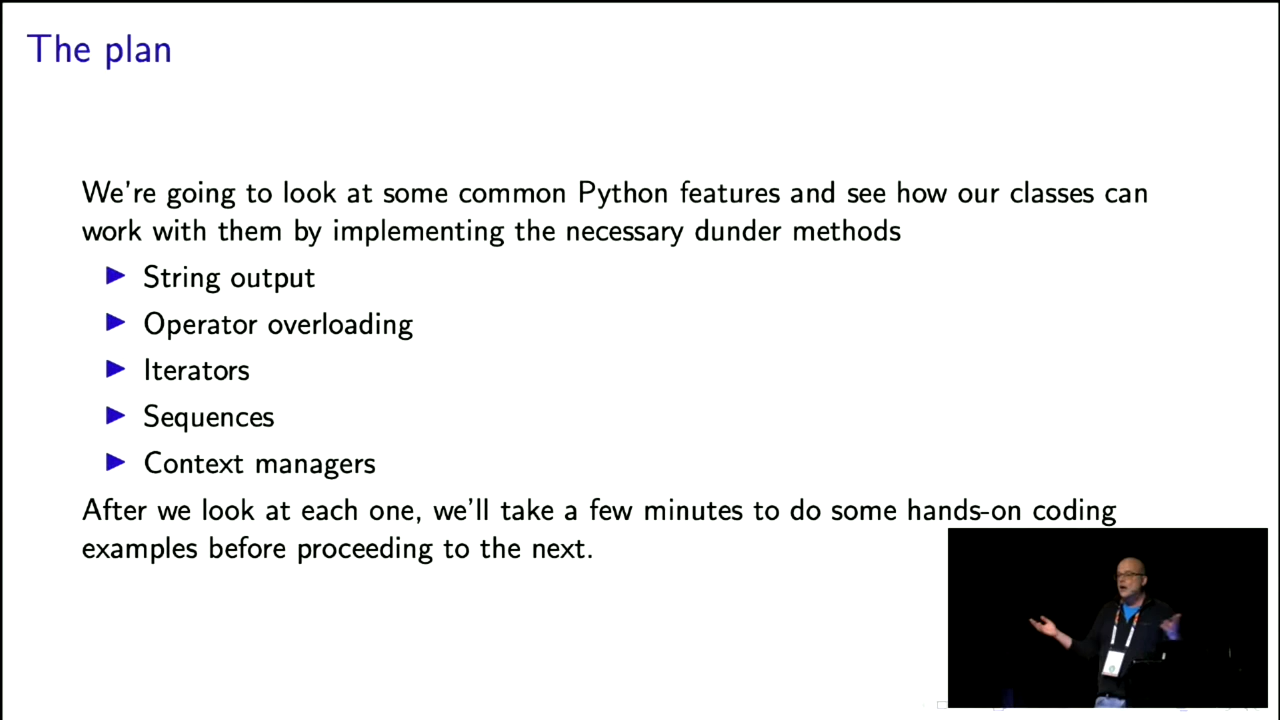 The plan
We're going to look at some common Python features and see how our classes can
work with them by implementing the necessary dunder methods
▶ String output
▶ Operator overloading
▶ Iterators
▶ Sequences
▶ Context managers
After we look at each one, we'll take a few minutes to do some hands-on coding
examples before proceeding to the next.